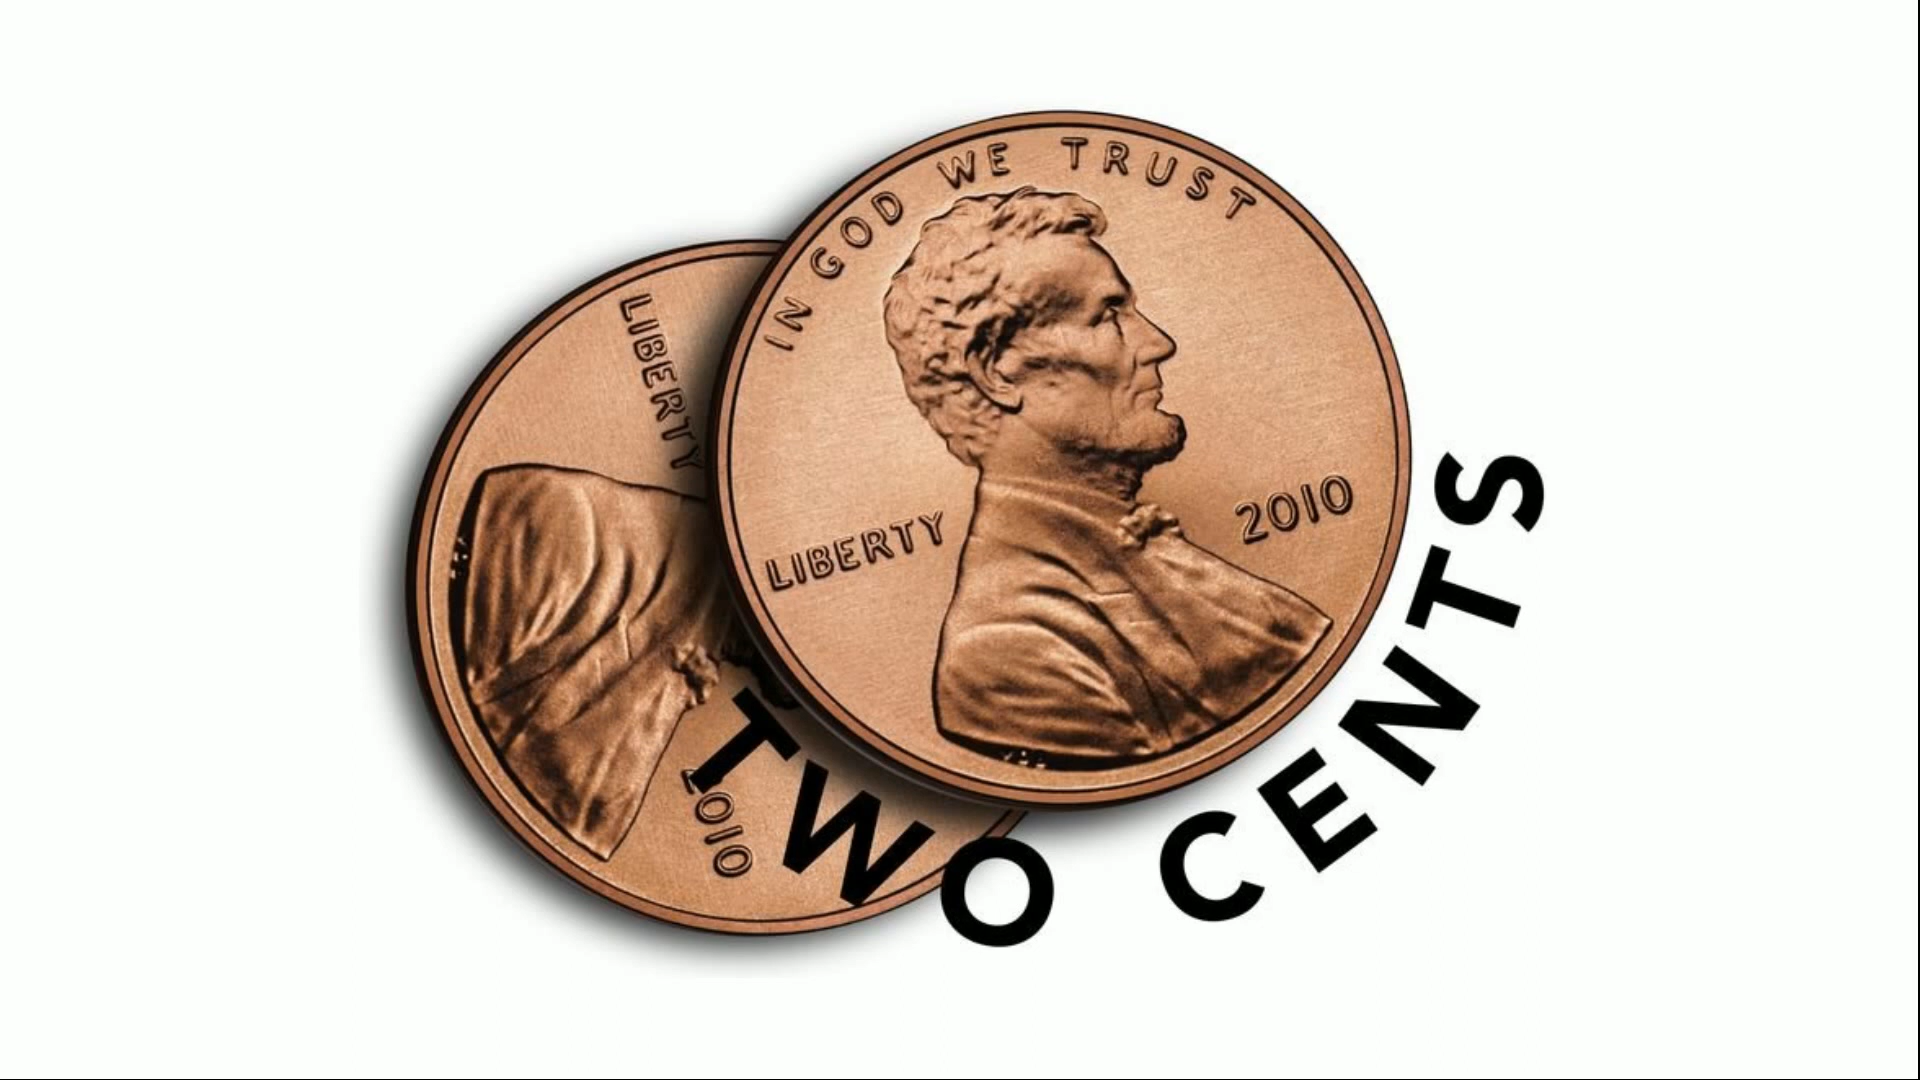 IN GOD WE TRUST
LIBERTY
2010
LIBERTY
2010
TWO CENTS